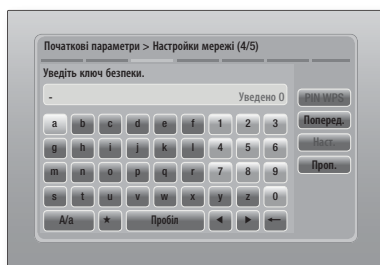 Початкові параметри > Настройки мережі (4/5)
Уведіть ключ безпеки.
- Уведено 0
PIN WPS
a b c d e f 1 2 3
Поперед.
g h i j k l 4 5 6
Наст.
m n o p q r 7 8 9
Проп.
s t u v w x y z 0
A/a ★ Пробіл ◀ ▶ ←